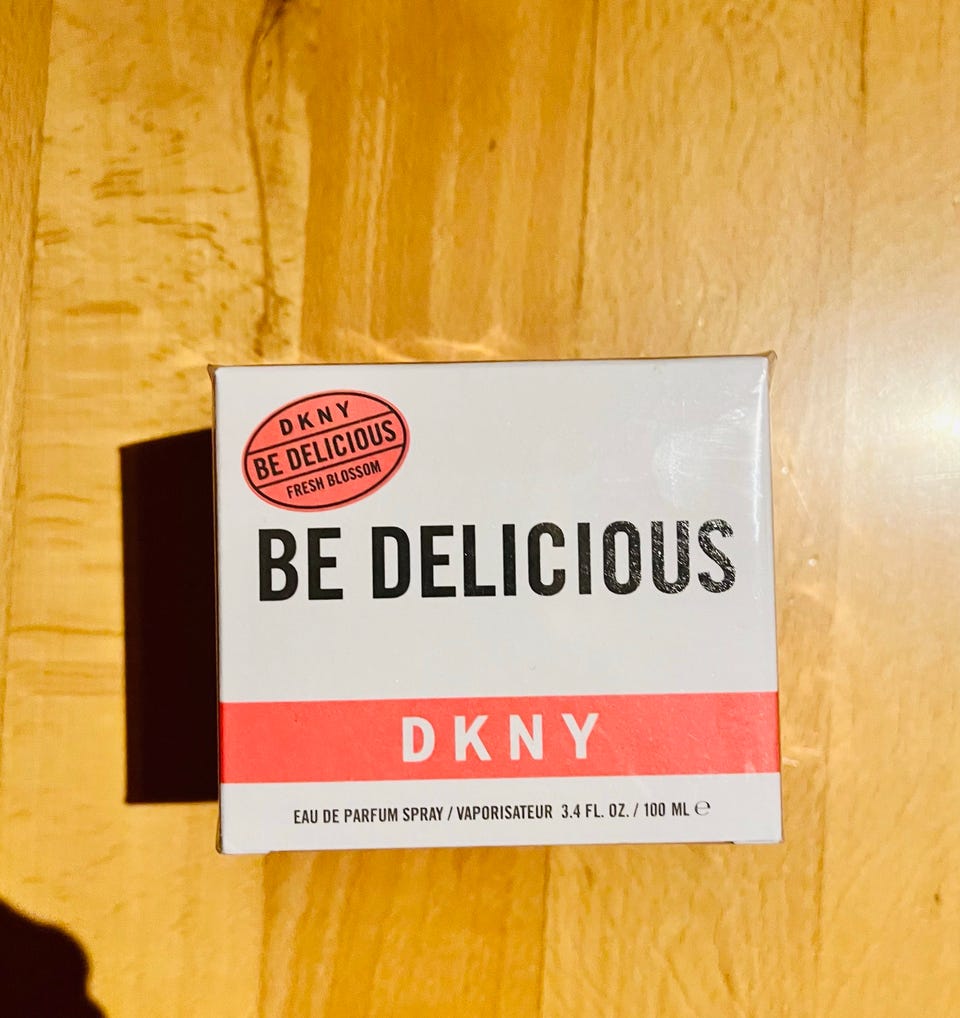 DKNY
BE DELICIOUS
FRESH BLOSSOM
BE DELICIOUS
DKNY
EAU DE PARFUM SPRAY / VAPORISATEUR 3.4 FL. OZ. / 100 ML ℮